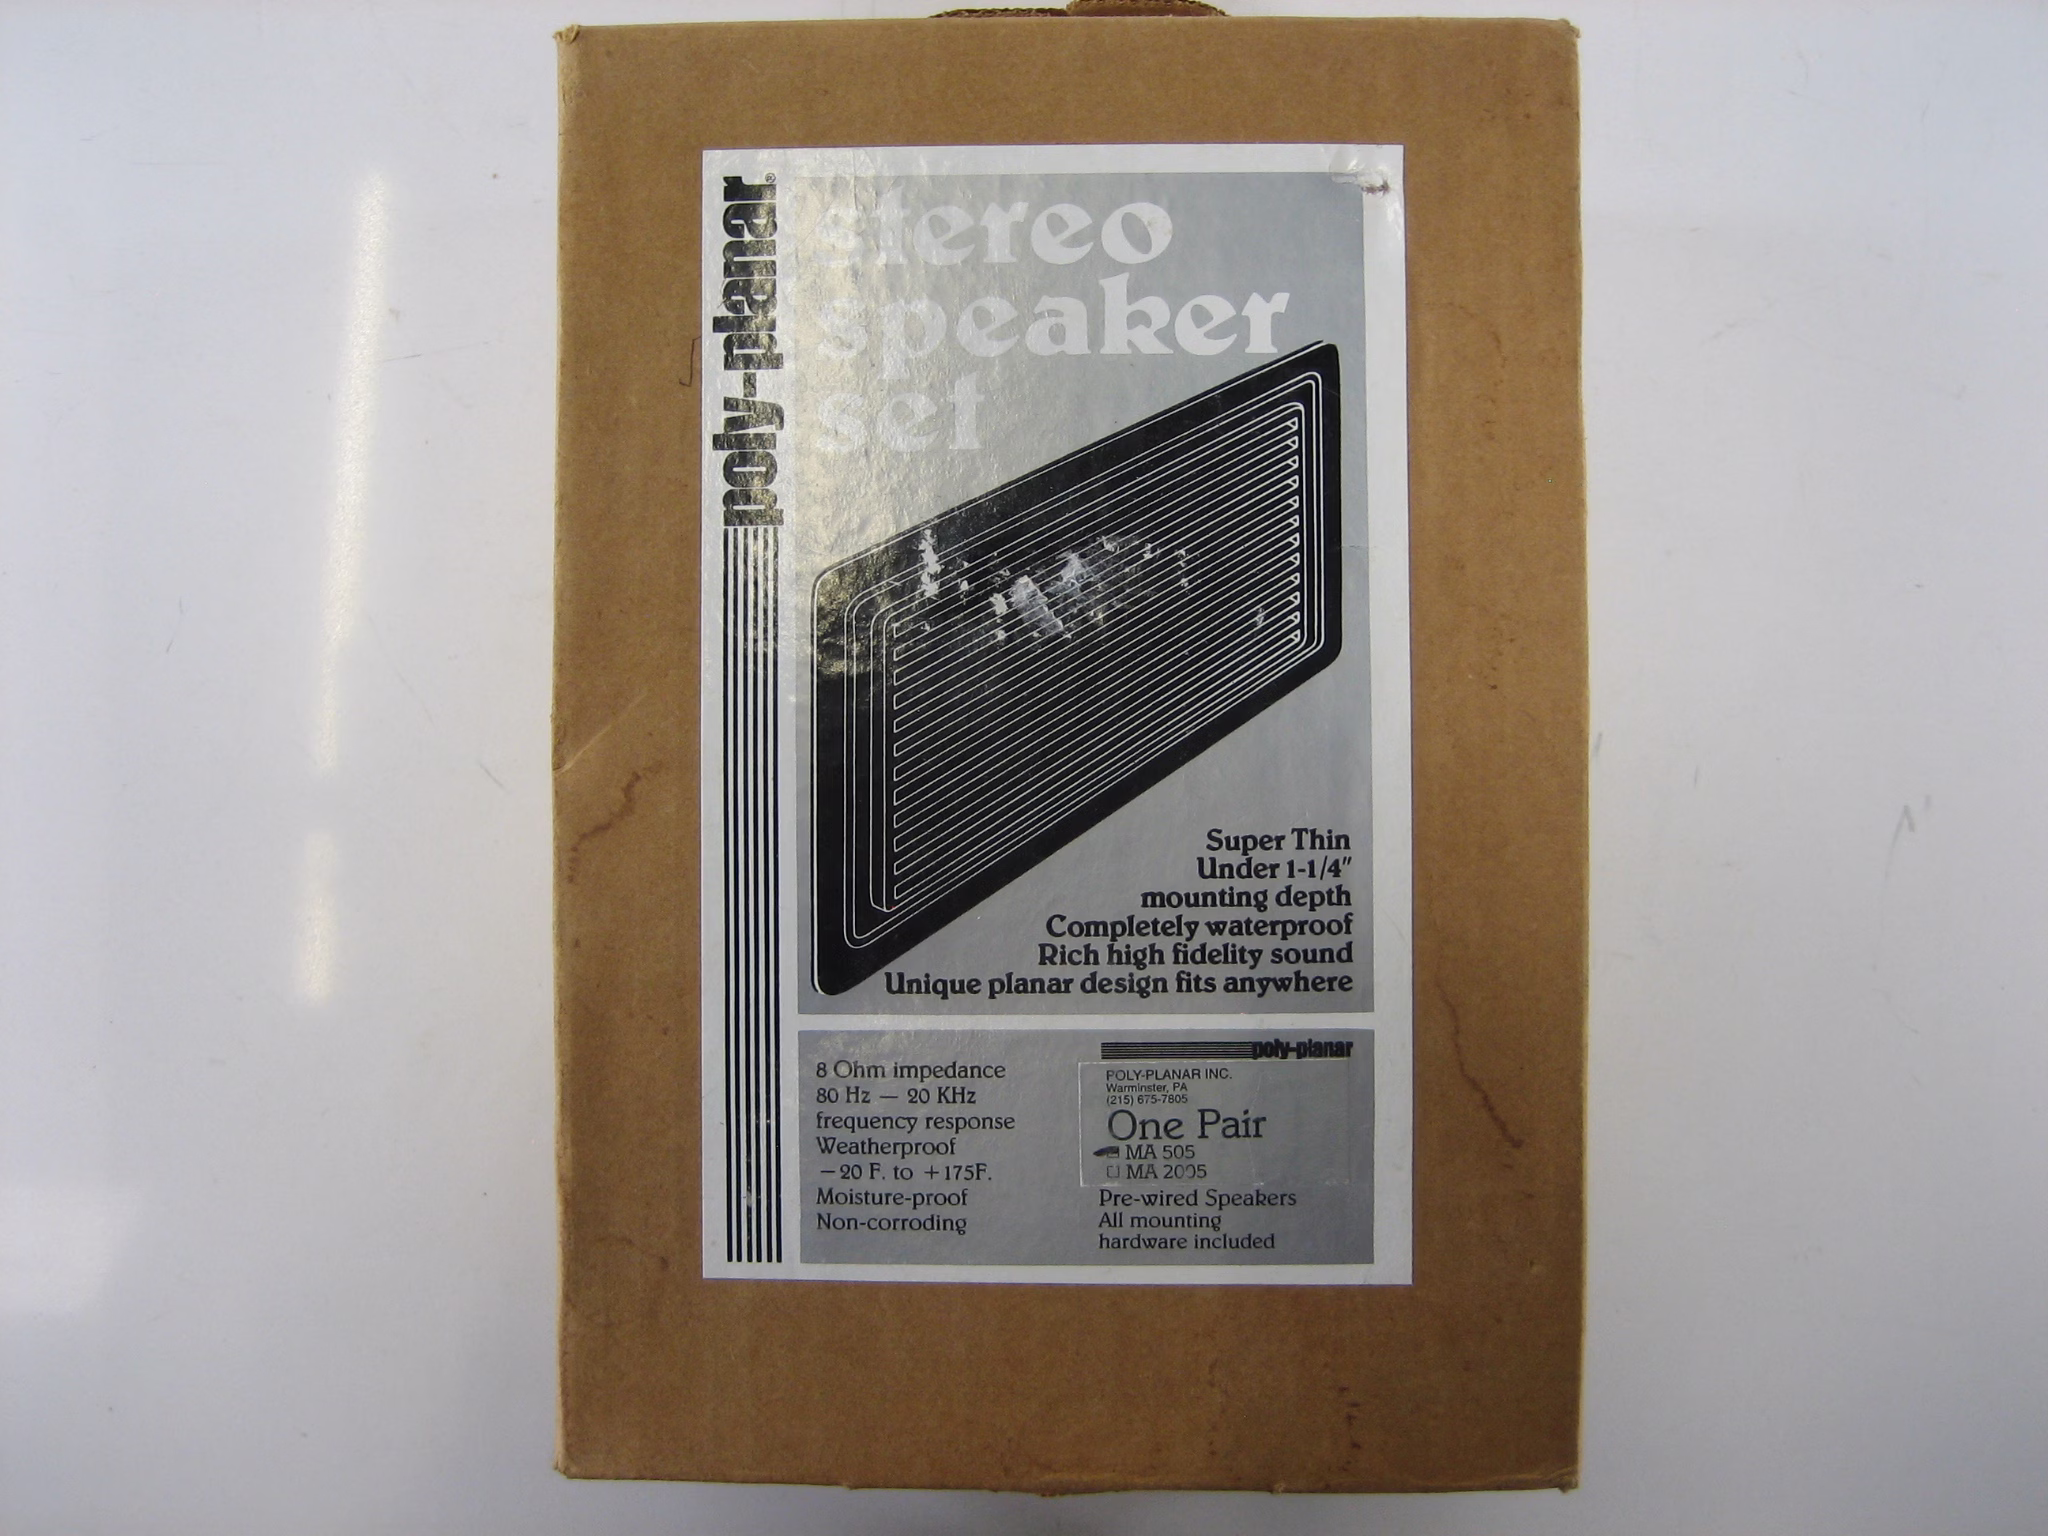 poly-planar®
stereo
speaker
set
Super Thin
Under 1-1/4"
mounting depth
Completely waterproof
Rich high fidelity sound
Unique planar design fits anywhere
8 Ohm impedance
80 Hz — 20 KHz
frequency response
Weatherproof
−20 F. to +175F.
Moisture-proof
Non-corroding
poly-planar
POLY-PLANAR INC.
Warminster, PA
(215) 675-7805
One Pair
MA 505
MA 2005
Pre-wired Speakers
All mounting
hardware included